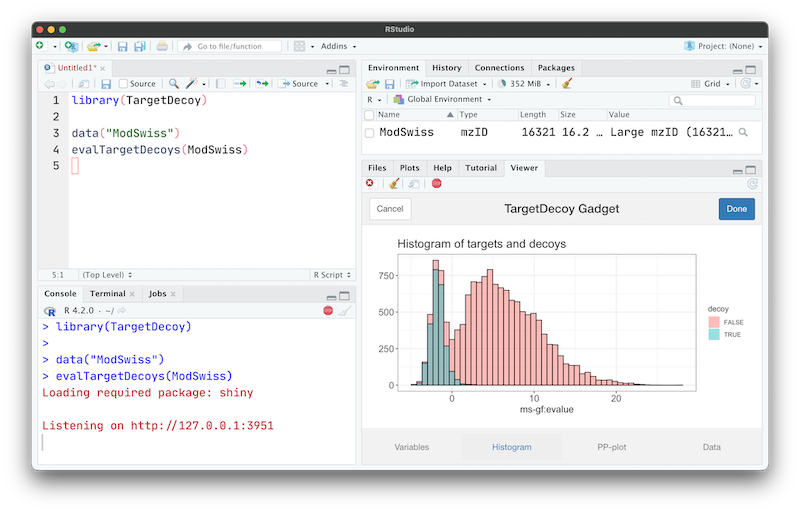 RStudio
Go to file/function
Addins
Project: (None)
Untitled1*
Source
Source
1 library(TargetDecoy)
2
3 data("ModSwiss")
4 evalTargetDecoys(ModSwiss)
5
5:1 (Top Level) R Script
Console Terminal Jobs
R 4.2.0 · ~/
> library(TargetDecoy)
>
> data("ModSwiss")
> evalTargetDecoys(ModSwiss)
Loading required package: shiny
Listening on http://127.0.0.1:3951
Environment History Connections Packages
Import Dataset 352 MiB Grid
R Global Environment
Name Type Length Size Value
ModSwiss mzID 16321 16.2 … Large mzID (16321…
Files Plots Help Tutorial Viewer
Cancel TargetDecoy Gadget Done
Histogram of targets and decoys
750
500
250
0
0 10 20
ms-gf:evalue
decoy
FALSE
TRUE
Variables Histogram PP-plot Data